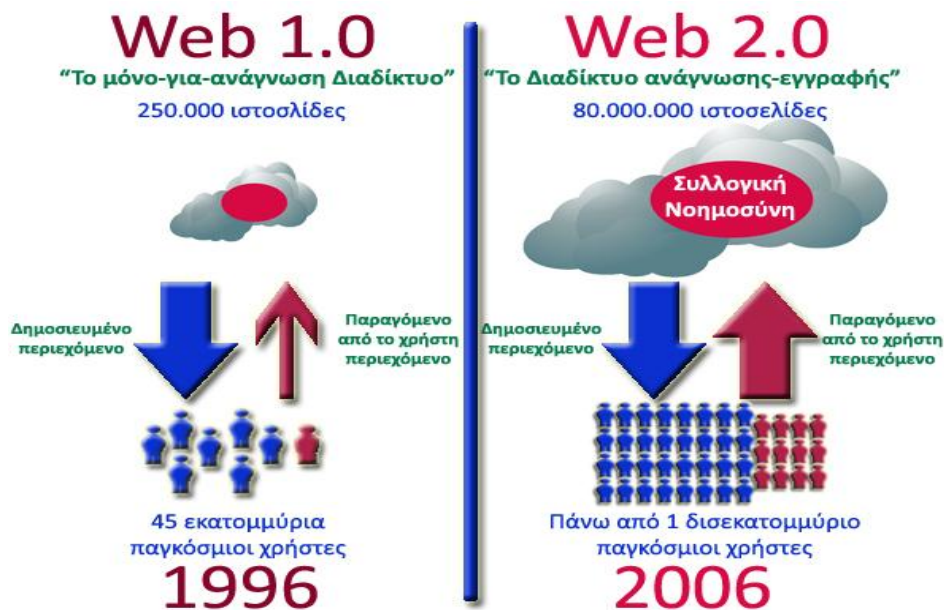 Web 1.0
“Το μόνο-για-ανάγνωση Διαδίκτυο”
250.000 ιστοσλίδες
Δημοσιευμένο
περιεχόμενο
Παραγόμενο
από το χρήστη
περιεχόμενο
45 εκατομμύρια
παγκόσμιοι χρήστες
1996
Web 2.0
“Το Διαδίκτυο ανάγνωσης-εγγραφής”
80.000.000 ιστοσελίδες
Συλλογική
Νοημοσύνη
Δημοσιευμένο
περιεχόμενο
Παραγόμενο
από το χρήστη
περιεχόμενο
Πάνω από 1 δισεκατομμύριο
παγκόσμιοι χρήστες
2006